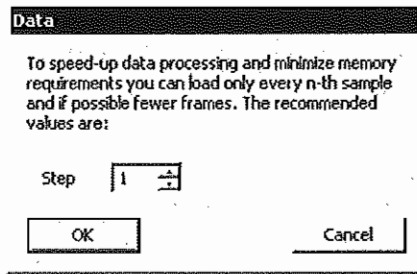 Data
To speed-up data processing and minimize memory
requirements you can load only every n-th sample
and if possible fewer frames. The recommended
values are:
Step 1
OK Cancel